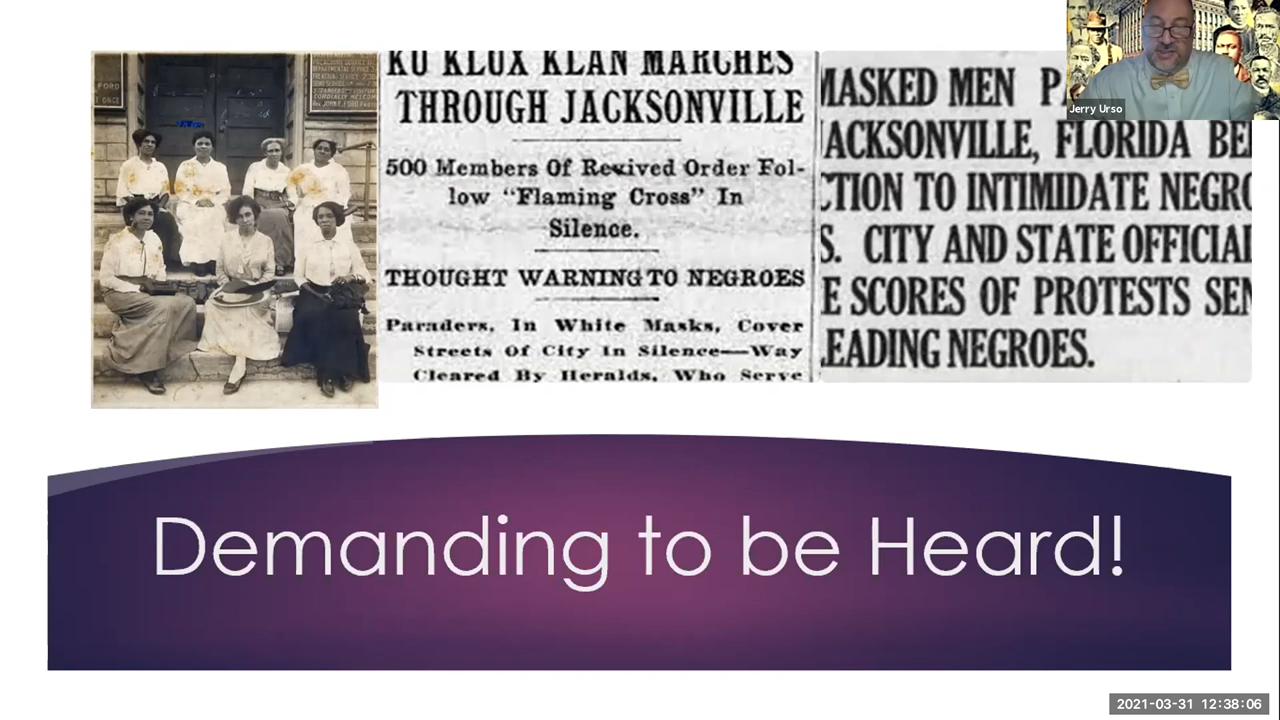 FORD
T ONCE
KU KLUX KLAN MARCHES
THROUGH JACKSONVILLE
500 Members Of Revived Order Fol-
low "Flaming Cross" In
Silence.
THOUGHT WARNING TO NEGROES
Paraders, In White Masks, Cover
Streets Of City In Silence—Way
Cleared By Heralds, Who Serve
MASKED MEN PA
JACKSONVILLE, FLORIDA BE
CTION TO INTIMIDATE NEGRO
S. CITY AND STATE OFFICIAL
E SCORES OF PROTESTS SEN
LEADING NEGROES.
Jerry Urso
Demanding to be Heard!
2021-03-31 12:38:06